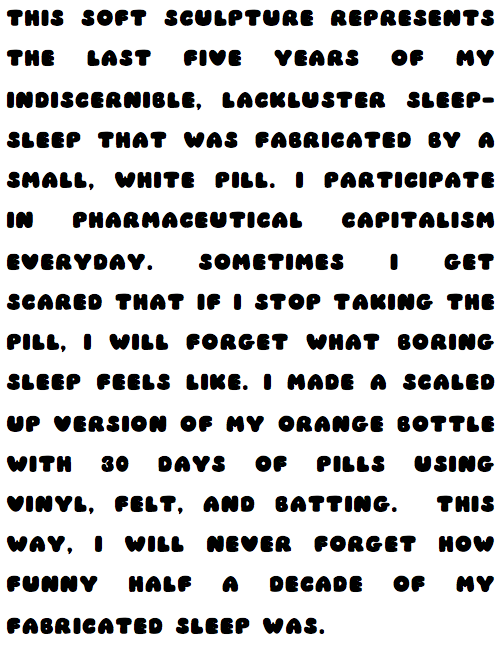 THIS SOFT SCULPTURE REPRESENTS
THE LAST FIVE YEARS OF MY
INDISCERNIBLE, LACKLUSTER SLEEP-
SLEEP THAT WAS FABRICATED BY A
SMALL, WHITE PILL. I PARTICIPATE
IN PHARMACEUTICAL CAPITALISM
EVERYDAY. SOMETIMES I GET
SCARED THAT IF I STOP TAKING THE
PILL, I WILL FORGET WHAT BORING
SLEEP FEELS LIKE. I MADE A SCALED
UP VERSION OF MY ORANGE BOTTLE
WITH 30 DAYS OF PILLS USING
VINYL, FELT, AND BATTING. THIS
WAY, I WILL NEVER FORGET HOW
FUNNY HALF A DECADE OF MY
FABRICATED SLEEP WAS.